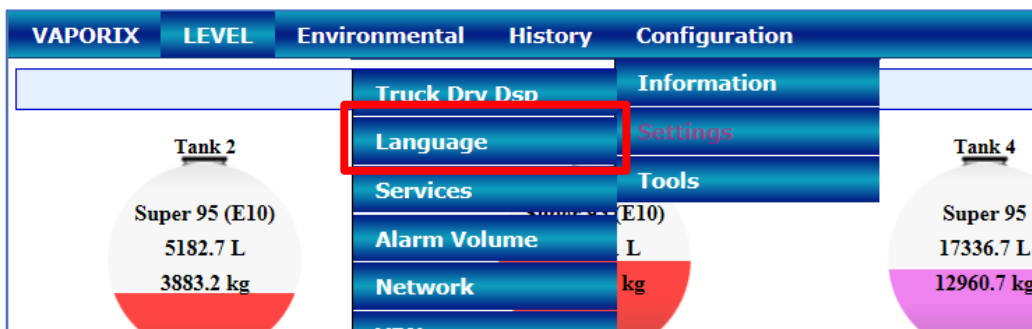 VAPORIX LEVEL Environmental History Configuration
Information
Settings
Tools
Truck Drv Dsp
Language
Services
Alarm Volume
Network
Tank 2
Super 95 (E10)
5182.7 L
3883.2 kg
(E10)
L
kg
Tank 4
Super 95
17336.7 L
12960.7 kg